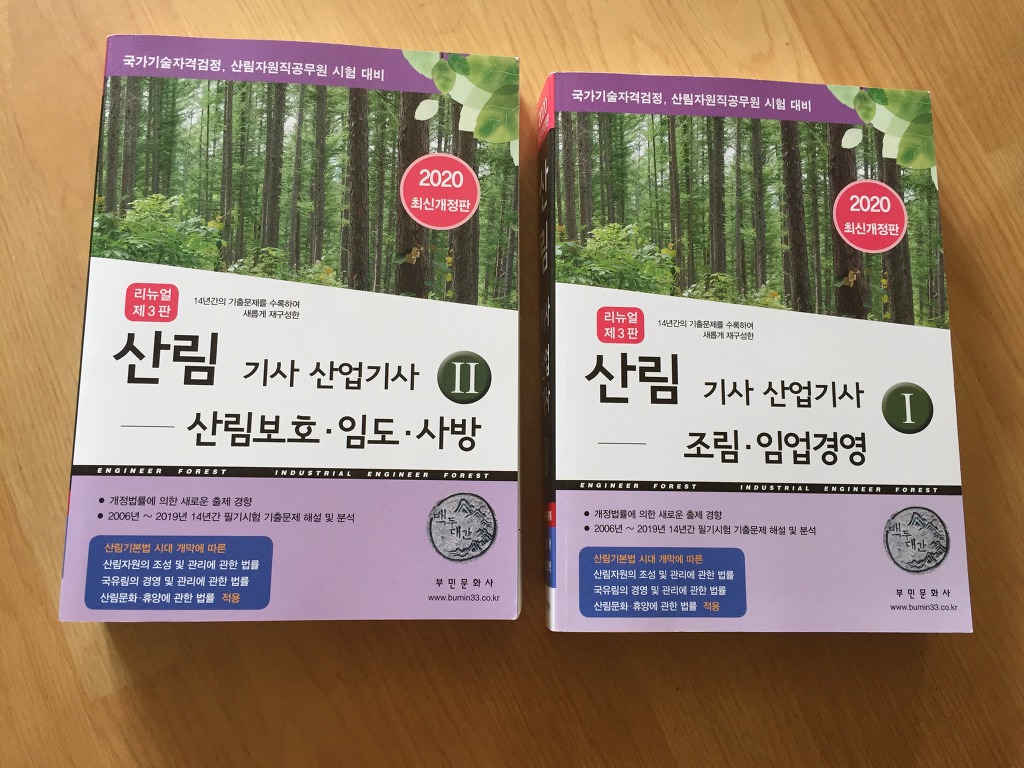 국가기술자격검정, 산림자원직공무원 시험 대비
2020
최신개정판
리뉴얼
제3판
14년간의 기출문제를 수록하여
새롭게 재구성한
산림 기사 산업기사 II
산림보호·임도·사방
ENGINEER FOREST INDUSTRIAL ENGINEER FOREST
● 개정법률에 의한 새로운 출제 경향
● 2006년 ~ 2019년 14년간 필기시험 기출문제 해설 및 분석
백두대간
산림기본법 시대 개막에 따른
산림자원의 조성 및 관리에 관한 법률
국유림의 경영 및 관리에 관한 법률
산림문화·휴양에 관한 법률 적용
부민문화사
www.bumin33.co.kr
국가기술자격검정, 산림자원직공무원 시험 대비
2020
최신개정판
리뉴얼
제3판
14년간의 기출문제를 수록하여
새롭게 재구성한
산림 기사 산업기사 I
조림·임업경영
ENGINEER FOREST INDUSTRIAL ENGINEER FOREST
● 개정법률에 의한 새로운 출제 경향
● 2006년 ~ 2019년 14년간 필기시험 기출문제 해설 및 분석
백두대간
산림기본법 시대 개막에 따른
산림자원의 조성 및 관리에 관한 법률
국유림의 경영 및 관리에 관한 법률
산림문화·휴양에 관한 법률 적용
부민문화사
www.bumin33.co.kr